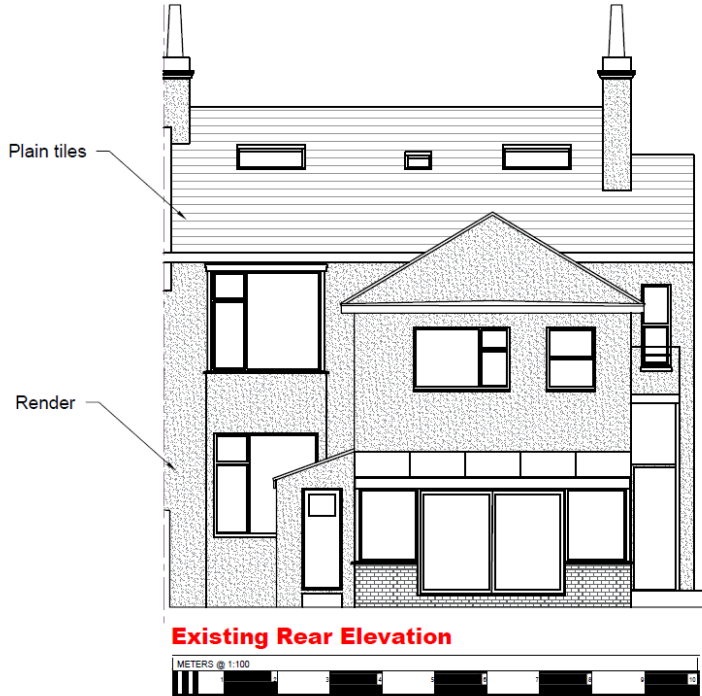 Plain tiles
Render
Existing Rear Elevation
METERS @ 1:100
1 2 3 4 5 6 7 8 9 10